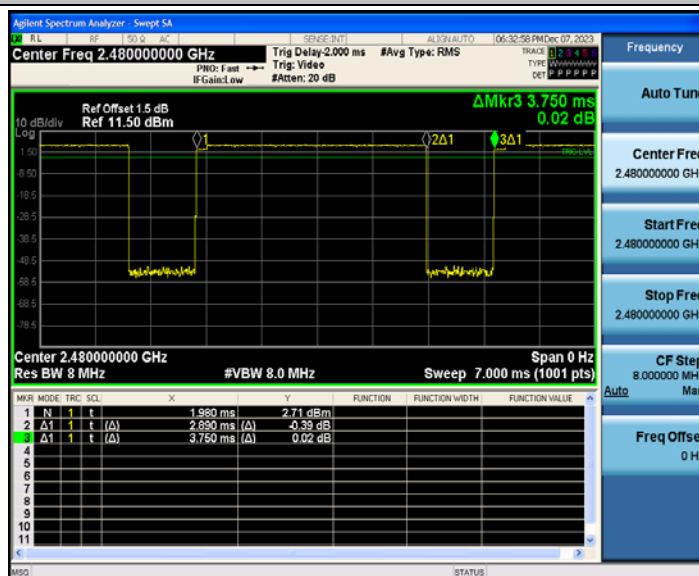 Agilent Spectrum Analyzer - Swept SA
RL RF 50 Ω AC SENSE:INT ALIGN AUTO 06:32:58 PM Dec 07, 2023
Center Freq 2.480000000 GHz
Trig Delay-2.000 ms #Avg Type: RMS TRACE 1 2 3 4 5 6
PNO: Fast Trig: Video TYPE
IFGain:Low #Atten: 20 dB DET P P P P P P
Frequency
ΔMkr3 3.750 ms
0.02 dB
Ref Offset 1.5 dB
10 dB/div Ref 11.50 dBm
Log
1.50
-8.50
-18.5
-28.5
-38.5
-48.5
-58.5
-68.5
-78.5
1
2Δ1
3Δ1
TRIG LVL
Center 2.480000000 GHz Span 0 Hz
Res BW 8 MHz #VBW 8.0 MHz Sweep 7.000 ms (1001 pts)
MKR MODE TRC SCL X Y FUNCTION FUNCTION WIDTH FUNCTION VALUE
1 N 1 t 1.980 ms 2.71 dBm
2 Δ1 1 t (Δ) 2.890 ms (Δ) -0.39 dB
3 Δ1 1 t (Δ) 3.750 ms (Δ) 0.02 dB
4
5
6
7
8
9
10
11
MSG STATUS
Auto Tun
Center Fre
2.480000000 GH
Start Fre
2.480000000 GH
Stop Fre
2.480000000 GH
CF Step
8.000000 MH
Auto Ma
Freq Offse
0 H